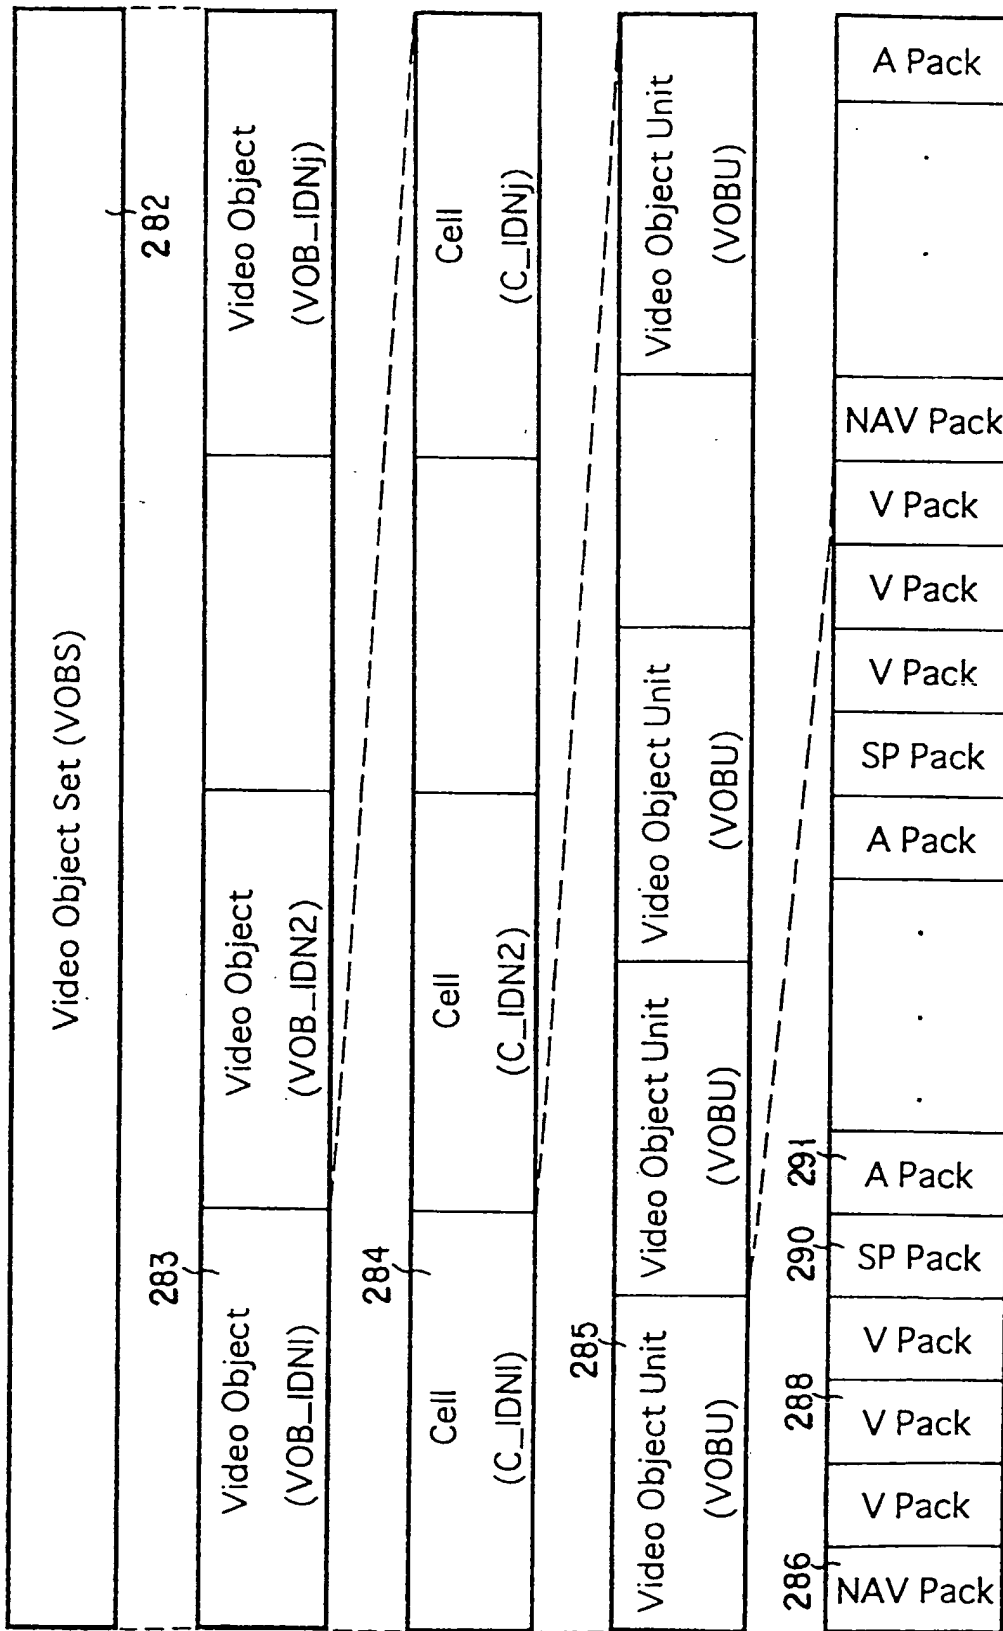 Video Object Set (VOBS)
282
283
Video Object
(VOB_IDN1)
Video Object
(VOB_IDN2)
Video Object
(VOB_IDNj)
284
Cell
(C_IDN1)
Cell
(C_IDN2)
Cell
(C_IDNj)
285
Video Object Unit
(VOBU)
Video Object Unit
(VOBU)
Video Object Unit
(VOBU)
Video Object Unit
(VOBU)
286
288
290
291
NAV Pack
V Pack
V Pack
V Pack
SP Pack
A Pack
. . .
A Pack
SP Pack
V Pack
V Pack
V Pack
NAV Pack
. .
A Pack